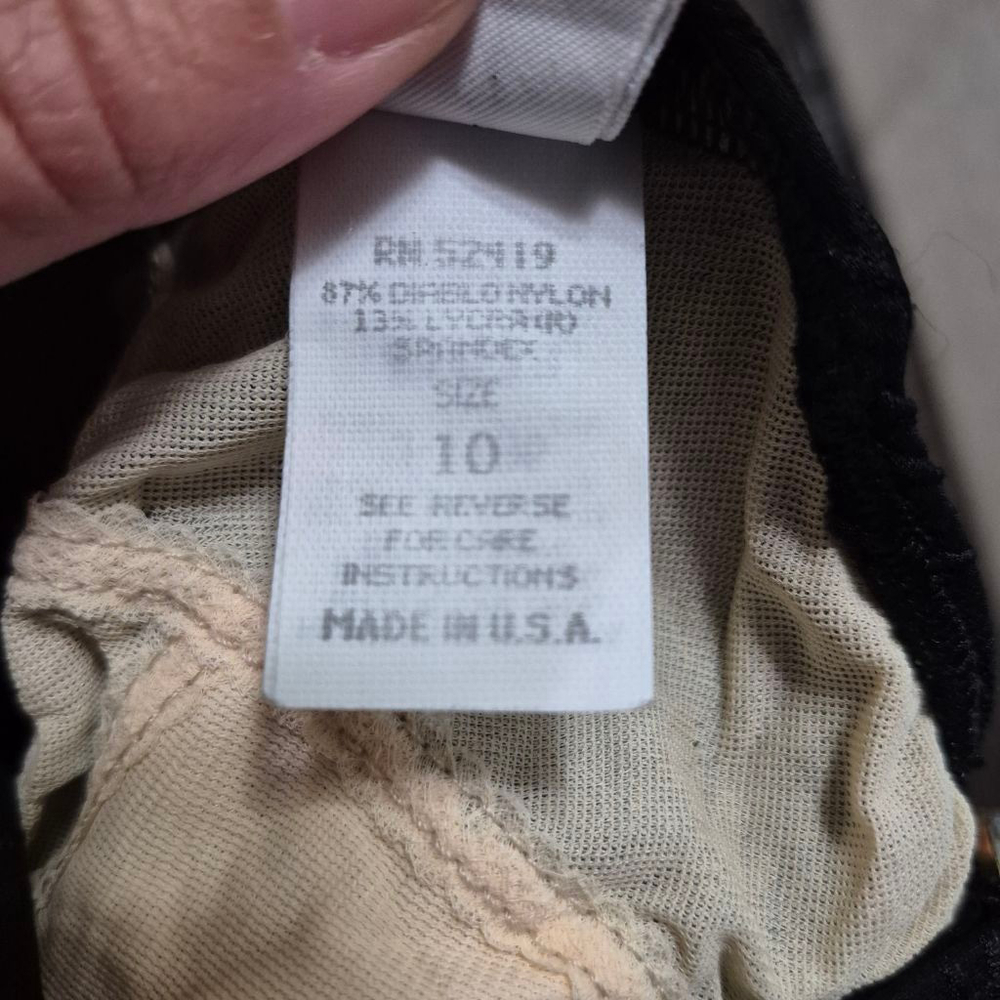 RN 52419
87% DIABLO NYLON
13% LYCRA(R)
SPANDEX
SIZE
10
SEE REVERSE
FOR CARE
INSTRUCTIONS
MADE IN U.S.A.